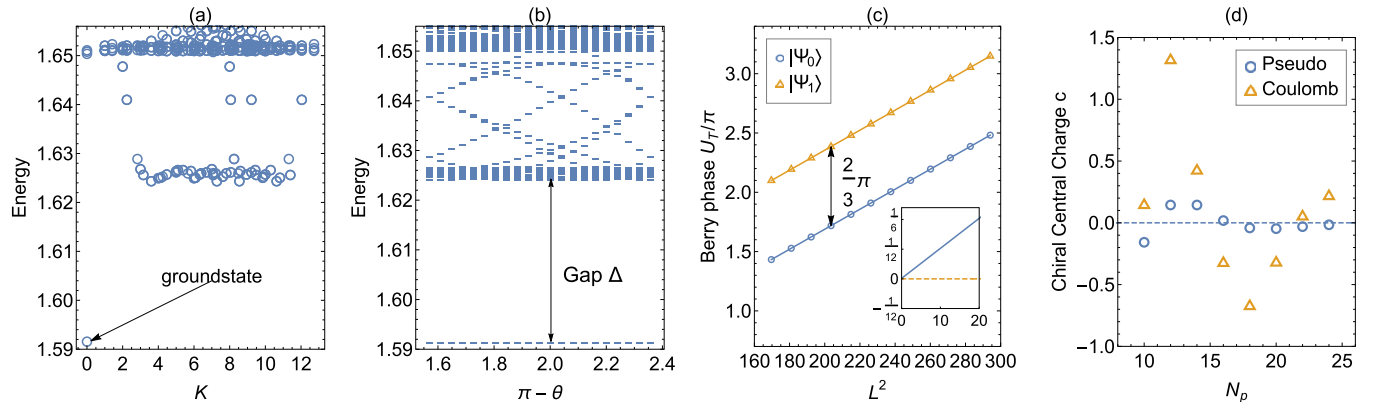 (a)
Energy
1.65
1.64
1.63
1.62
1.61
1.60
1.59
groundstate
0 2 4 6 8 10 12
K
(b)
Energy
1.65
1.64
1.63
1.62
1.61
1.60
1.59
Gap Δ
1.6 1.8 2.0 2.2 2.4
π − θ
(c)
Berry phase U_T/π
3.0
2.5
2.0
1.5
1.0
|Ψ₀⟩
|Ψ₁⟩
2/3 π
1/6
1/12
0
−1/12
0 10 20
160 180 200 220 240 260 280 300
L²
(d)
Chiral Central Charge c
1.5
1.0
0.5
0.0
−0.5
−1.0
Pseudo
Coulomb
10 15 20 25
N_p